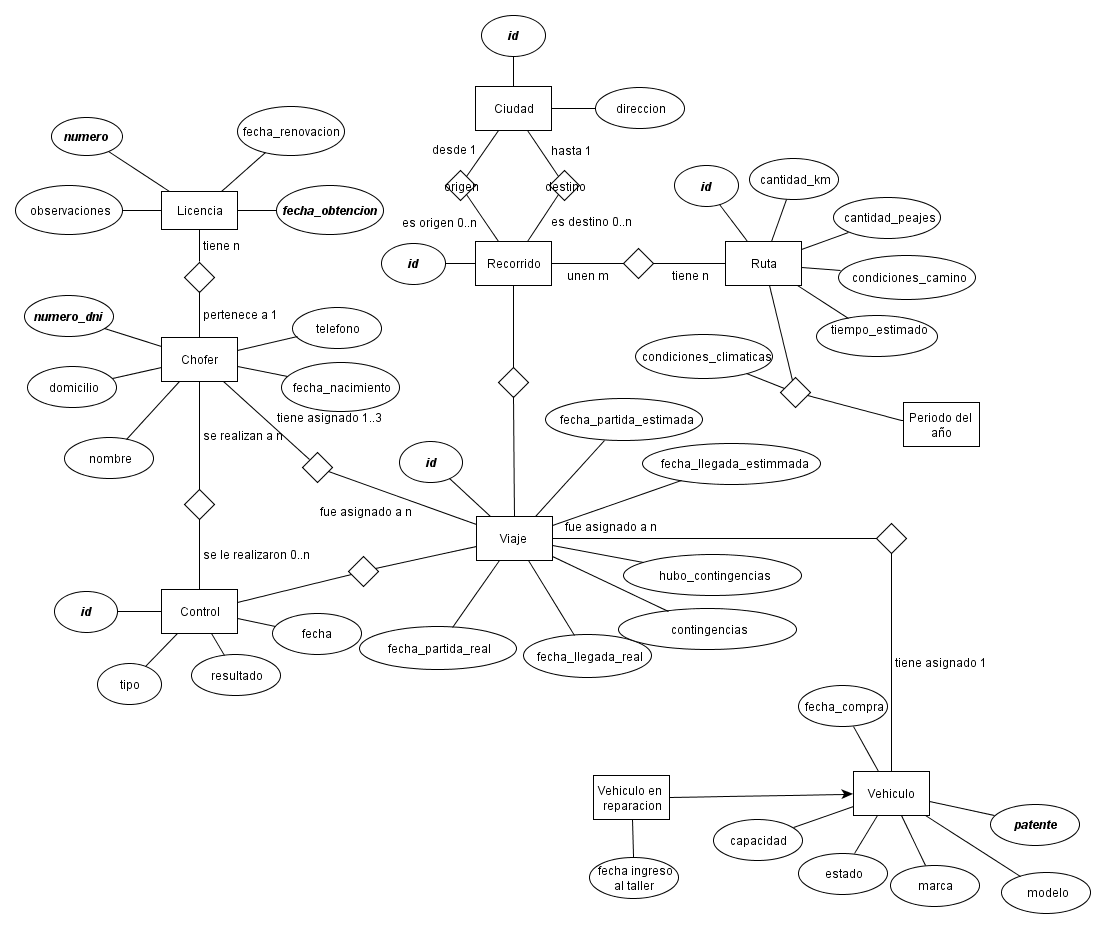 id
Ciudad
direccion
numero
fecha_renovacion
desde 1
hasta 1
origen
destino
observaciones
Licencia
fecha_obtencion
id
cantidad_km
cantidad_peajes
es origen 0..n
es destino 0..n
tiene n
id
Recorrido
unen m
tiene n
Ruta
condiciones_camino
numero_dni
pertenece a 1
telefono
tiempo_estimado
condiciones_climaticas
Chofer
domicilio
fecha_nacimiento
tiene asignado 1..3
fecha_partida_estimada
Periodo del
año
se realizan a n
nombre
id
fecha_llegada_estimmada
fue asignado a n
fue asignado a n
Viaje
se le realizaron 0..n
hubo_contingencias
id
Control
fecha
contingencias
fecha_partida_real
fecha_llegada_real
tipo
resultado
tiene asignado 1
fecha_compra
Vehiculo en
reparacion
Vehiculo
patente
capacidad
fecha ingreso
al taller
estado
marca
modelo